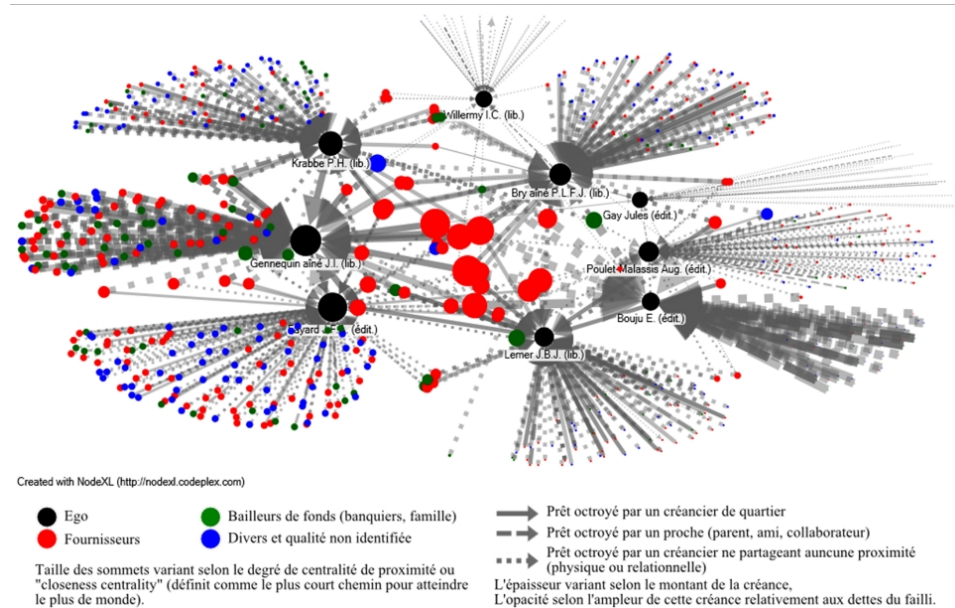 Willermy I.C. (lib.)
Krabbe P.H. (lib.)
Bry aîné P.L.F.J. (lib.)
Gay Jules (édit.)
Gennequin aîné J.I. (lib.)
Poulet-Malassis Aug. (édit.)
Bouju E. (édit.)
(édit.)
Lemer J.B.J. (lib.)
Created with NodeXL (http://nodexl.codeplex.com)
Ego
Fournisseurs
Bailleurs de fonds (banquiers, famille)
Divers et qualité non identifiée
Taille des sommets variant selon le degré de centralité de proximité ou
"closeness centrality" (définit comme le plus court chemin pour atteindre
le plus de monde).
Prêt octroyé par un créancier de quartier
Prêt octroyé par un proche (parent, ami, collaborateur)
Prêt octroyé par un créancier ne partageant auncune proximité
(physique ou relationnelle)
L'épaisseur variant selon le montant de la créance,
L'opacité selon l'ampleur de cette créance relativement aux dettes du failli.